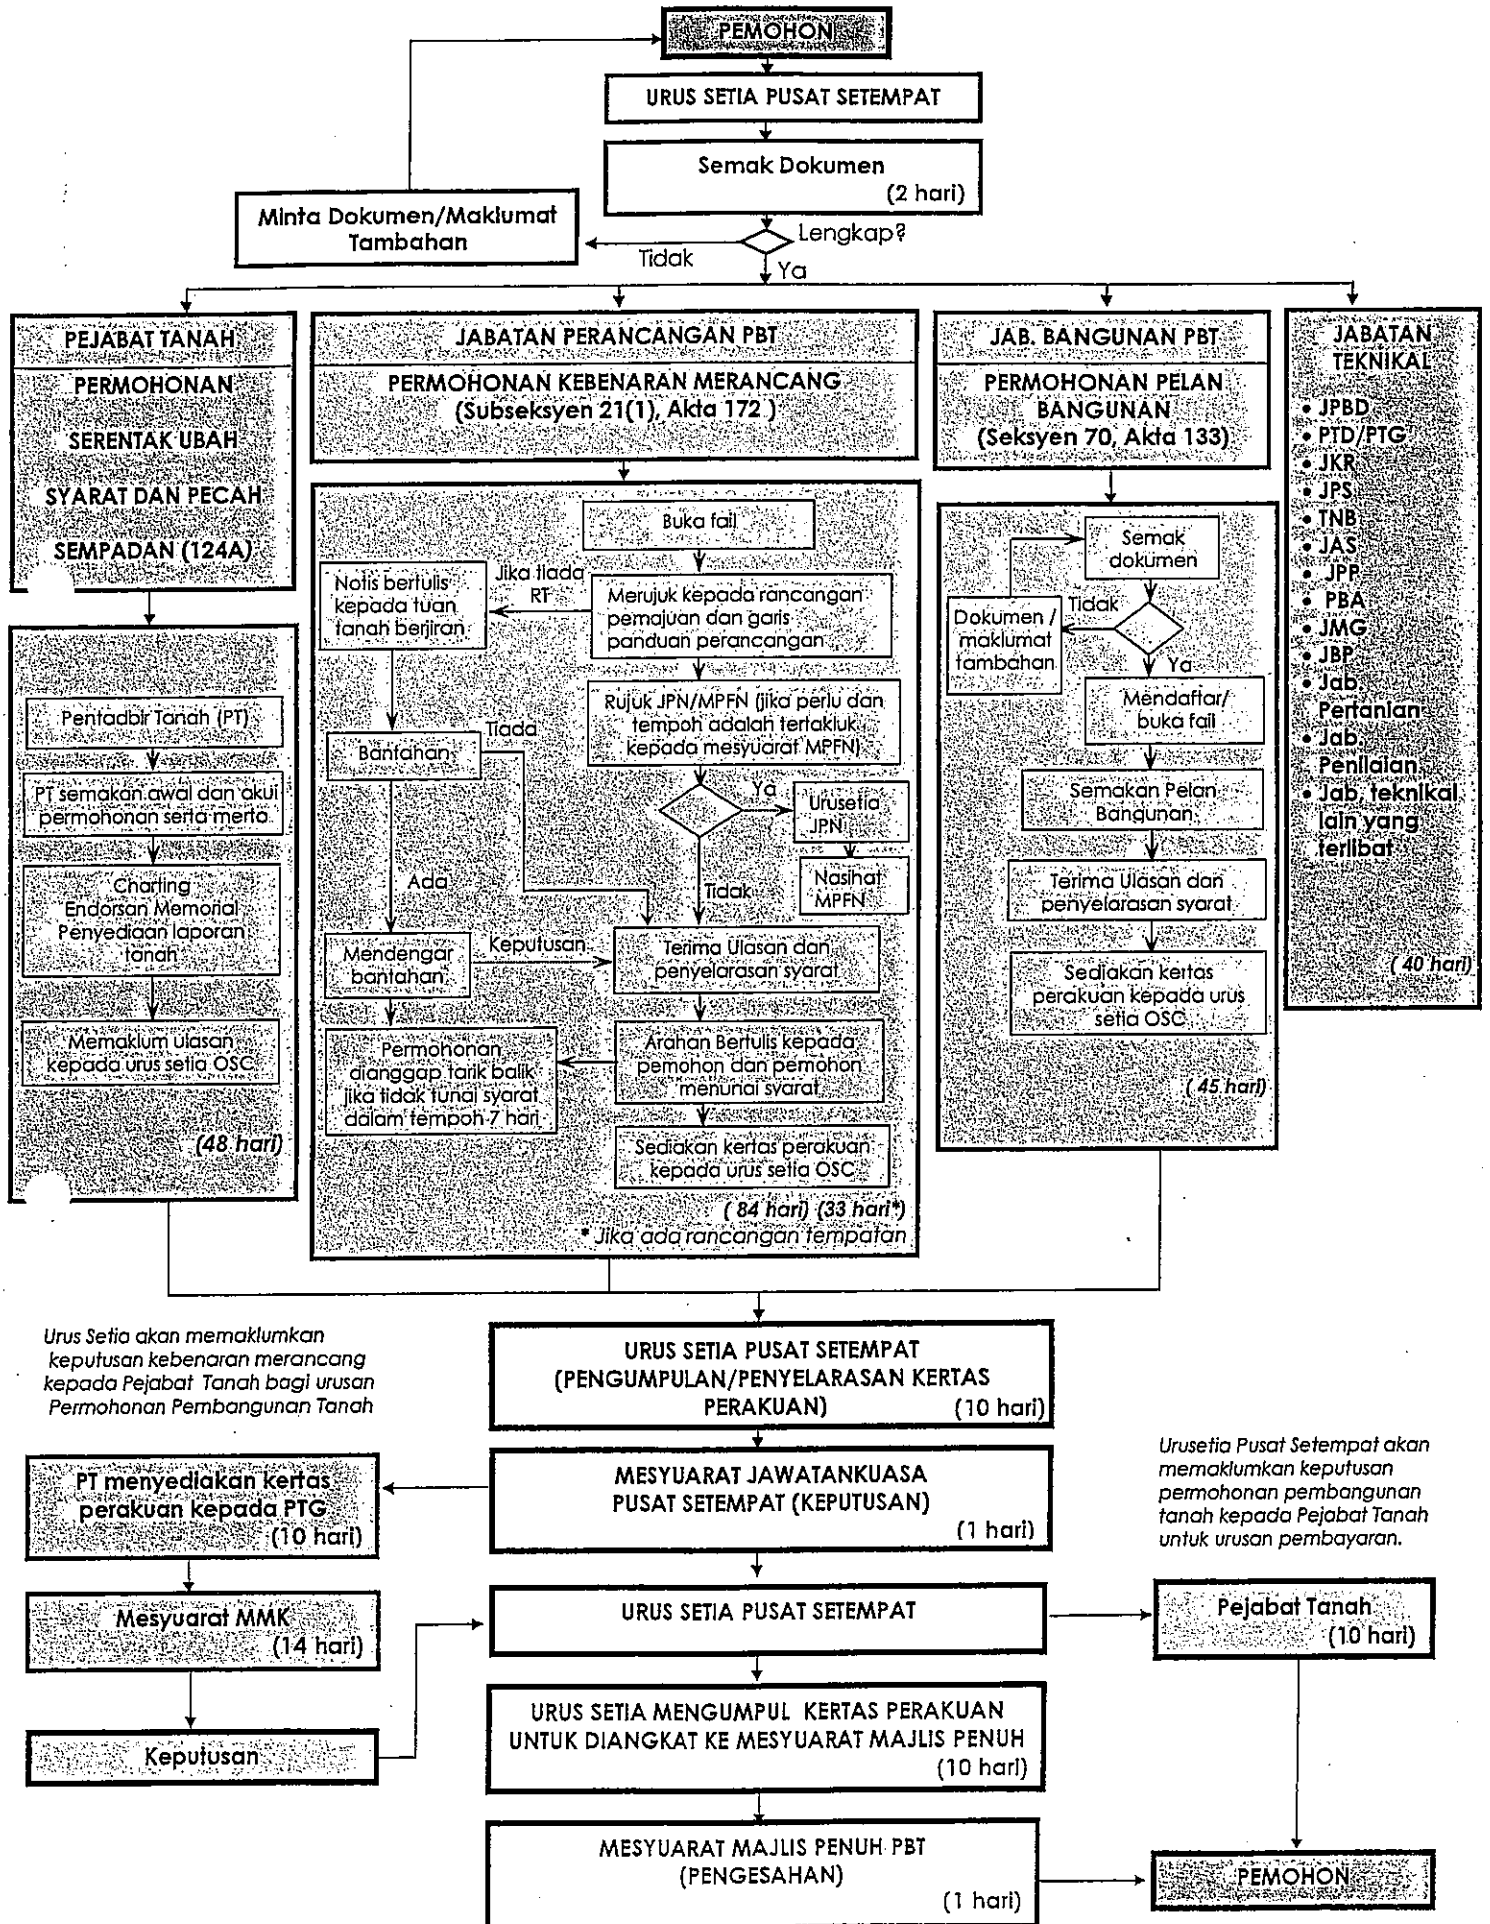 PEMOHON
URUS SETIA PUSAT SETEMPAT
Semak Dokumen
(2 hari)
Minta Dokumen/Maklumat
Tambahan
Lengkap?
Tidak
Ya
PEJABAT TANAH
PERMOHONAN
SERENTAK UBAH
SYARAT DAN PECAH
SEMPADAN (124A)
Pentadbir Tanah (PT)
PT semakan awal dan akui
permohonan serta merta
Charting
Endorsan Memorial
Penyediaan laporan
tanah
Memaklum ulasan
kepada urus setia OSC
(48 hari)
JABATAN PERANCANGAN PBT
PERMOHONAN KEBENARAN MERANCANG
(Subseksyen 21(1), Akta 172 )
Buka fail
Notis bertulis
kepada tuan
tanah berjiran
Jika tiada
RT
Merujuk kepada rancangan
pemajuan dan garis
panduan perancangan
Rujuk JPN/MPFN (jika perlu dan
tempoh adalah tertakluk
kepada mesyuarat MPFN)
Bantahan
Tiada
Ya
Urusetia
JPN
Nasihat
MPFN
Ada
Tidak
Mendengar
bantahan
Keputusan
Terima Ulasan dan
penyelarasan syarat
Permohonan
dianggap tarik balik
jika tidak tunai syarat
dalam tempoh 7 hari
Arahan Bertulis kepada
pemohon dan pemohon
menunai syarat
Sediakan kertas perakuan
kepada urus setia OSC
( 84 hari) (33 hari*)
* Jika ada rancangan tempatan
JAB. BANGUNAN PBT
PERMOHONAN PELAN
BANGUNAN
(Seksyen 70, Akta 133)
Semak
dokumen
Tidak
Dokumen /
maklumat
tambahan
Ya
Mendaftar/
buka fail
Semakan Pelan
Bangunan
Terima Ulasan dan
penyelarasan syarat
Sediakan kertas
perakuan kepada urus
setia OSC
( 45 hari)
JABATAN
TEKNIKAL
• JPBD
• PTD/PTG
• JKR
• JPS
• TNB
• JAS
• JPP
• PBA
• JMG
• JBP
• Jab.
Pertanian
• Jab.
Penilaian
• Jab. teknikal
lain yang
terlibat
( 40 hari)
Urus Setia akan memaklumkan
keputusan kebenaran merancang
kepada Pejabat Tanah bagi urusan
Permohonan Pembangunan Tanah
URUS SETIA PUSAT SETEMPAT
(PENGUMPULAN/PENYELARASAN KERTAS
PERAKUAN) (10 hari)
PT menyediakan kertas
perakuan kepada PTG
(10 hari)
MESYUARAT JAWATANKUASA
PUSAT SETEMPAT (KEPUTUSAN)
(1 hari)
Urusetia Pusat Setempat akan
memaklumkan keputusan
permohonan pembangunan
tanah kepada Pejabat Tanah
untuk urusan pembayaran.
Mesyuarat MMK
(14 hari)
URUS SETIA PUSAT SETEMPAT
Pejabat Tanah
(10 hari)
Keputusan
URUS SETIA MENGUMPUL KERTAS PERAKUAN
UNTUK DIANGKAT KE MESYUARAT MAJLIS PENUH
(10 hari)
MESYUARAT MAJLIS PENUH PBT
(PENGESAHAN)
(1 hari)
PEMOHON